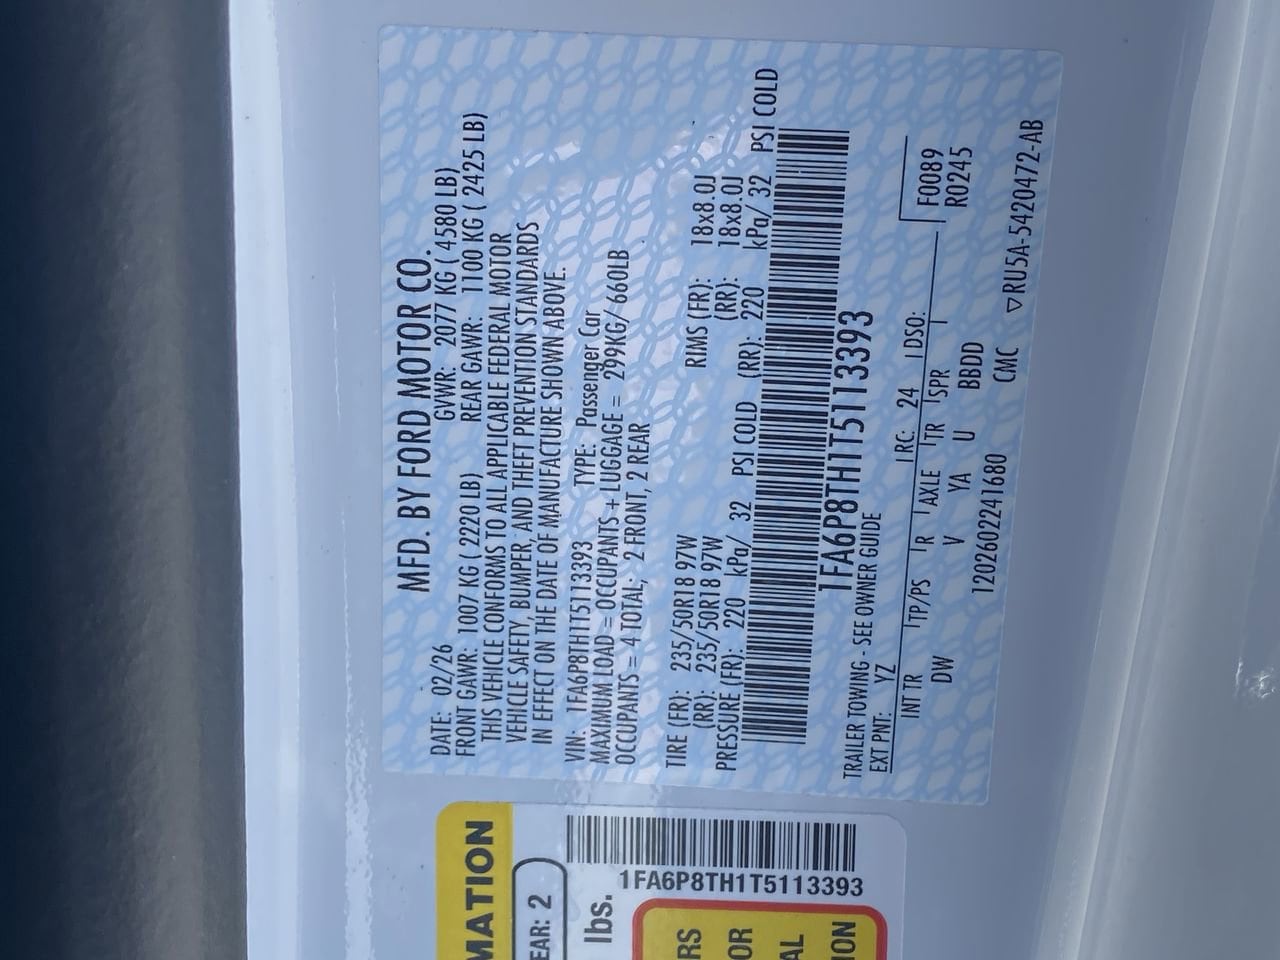 MFD. BY FORD MOTOR CO.
DATE: 02/26 GVWR: 2077 KG ( 4580 LB)
FRONT GAWR: 1007 KG ( 2220 LB) REAR GAWR: 1100 KG ( 2425 LB)
THIS VEHICLE CONFORMS TO ALL APPLICABLE FEDERAL MOTOR
VEHICLE SAFETY, BUMPER, AND THEFT PREVENTION STANDARDS
IN EFFECT ON THE DATE OF MANUFACTURE SHOWN ABOVE.
VIN: 1FA6P8TH1T5113393 TYPE: Passenger Car
MAXIMUM LOAD = OCCUPANTS + LUGGAGE = 299KG/ 660LB
OCCUPANTS = 4 TOTAL; 2 FRONT, 2 REAR
TIRE (FR): 235/50R18 97W RIMS (FR): 18x8.0J
(RR): 235/50R18 97W (RR): 18x8.0J
PRESSURE (FR): 220 kPa/ 32 PSI COLD (RR): 220 kPa/ 32 PSI COLD
1FA6P8TH1T5113393
TRAILER TOWING - SEE OWNER GUIDE
EXT PNT: YZ RC: 24 DSO: F0089
INT TR TP/PS R AXLE TR SPR R0245
DW V YA U BBDD
1202602241680 CMC ▽RU5A-5420472-AB
MATION
EAR: 2
lbs.
1FA6P8TH1T5113393
RS
OR
AL
ION